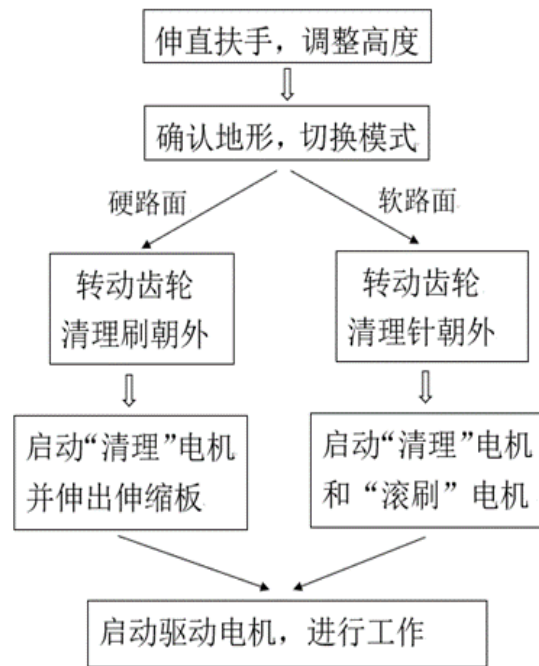 伸直扶手，调整高度
确认地形，切换模式
硬路面
软路面
转动齿轮
清理刷朝外
转动齿轮
清理针朝外
启动“清理”电机
并伸出伸缩板
启动“清理”电机
和“滚刷”电机
启动驱动电机，进行工作